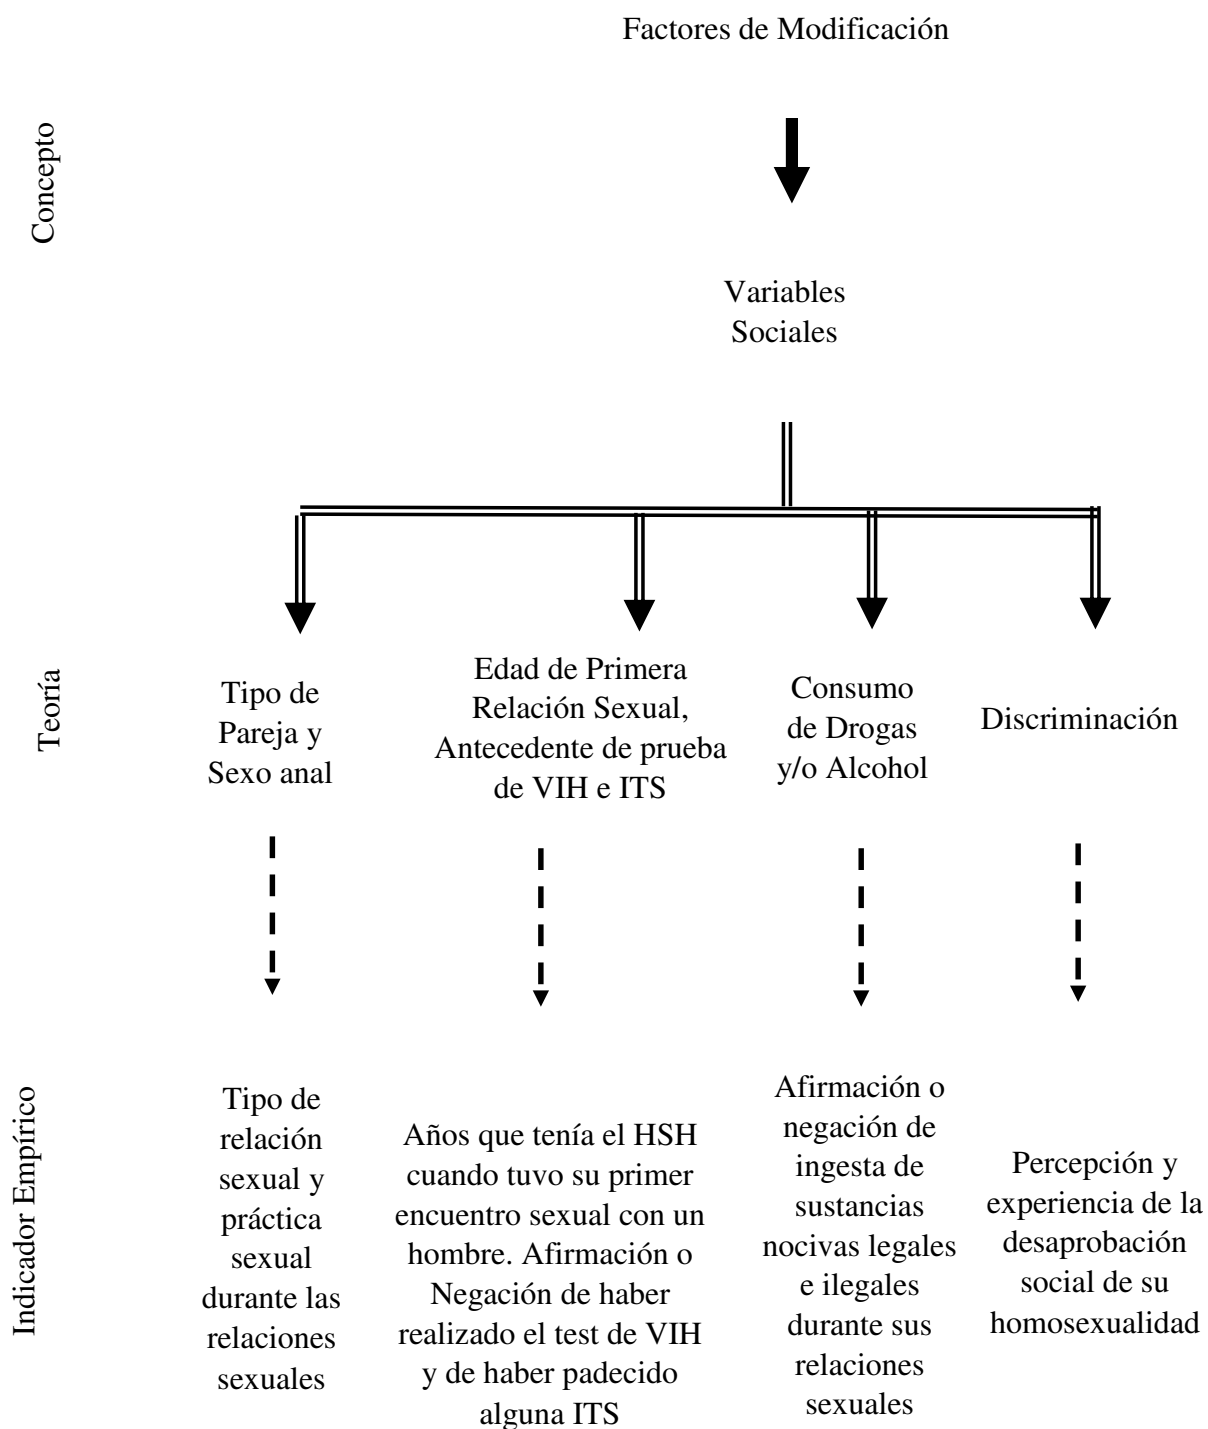 Factores de Modificación
Concepto
Variables
Sociales
Teoría
Tipo de
Pareja y
Sexo anal
Edad de Primera
Relación Sexual,
Antecedente de prueba
de VIH e ITS
Consumo
de Drogas
y/o Alcohol
Discriminación
Indicador Empírico
Tipo de
relación
sexual y
práctica
sexual
durante las
relaciones
sexuales
Años que tenía el HSH
cuando tuvo su primer
encuentro sexual con un
hombre. Afirmación o
Negación de haber
realizado el test de VIH
y de haber padecido
alguna ITS
Afirmación o
negación de
ingesta de
sustancias
nocivas legales
e ilegales
durante sus
relaciones
sexuales
Percepción y
experiencia de la
desaprobación
social de su
homosexualidad